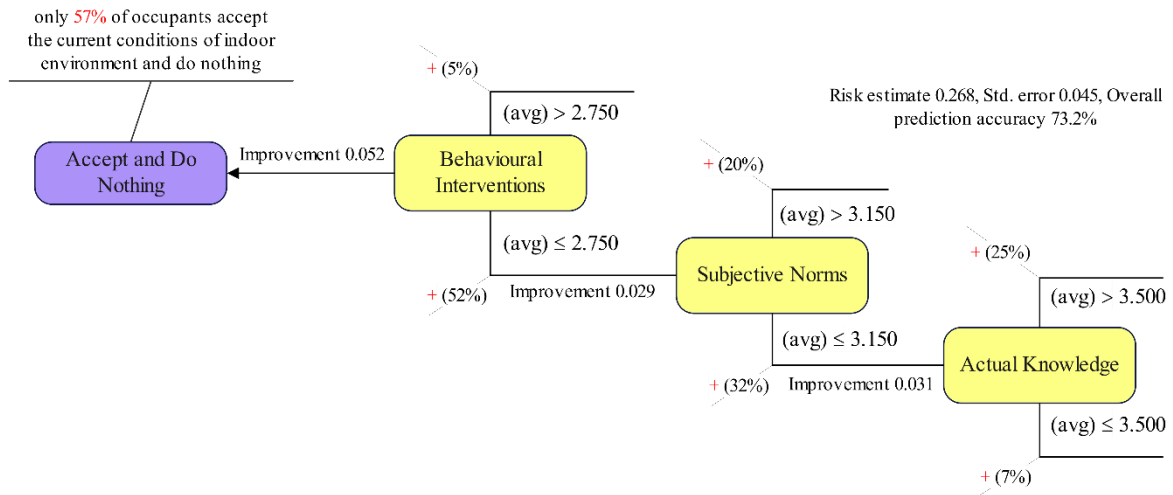 only 57% of occupants accept
the current conditions of indoor
environment and do nothing
+ (5%)
(avg) > 2.750
Risk estimate 0.268, Std. error 0.045, Overall
prediction accuracy 73.2%
Accept and Do
Nothing
Improvement 0.052
Behavioural
Interventions
+ (20%)
(avg) > 3.150
(avg) ≤ 2.750
+ (52%)
Improvement 0.029
Subjective Norms
+ (25%)
(avg) > 3.500
(avg) ≤ 3.150
+ (32%)
Improvement 0.031
Actual Knowledge
(avg) ≤ 3.500
+ (7%)